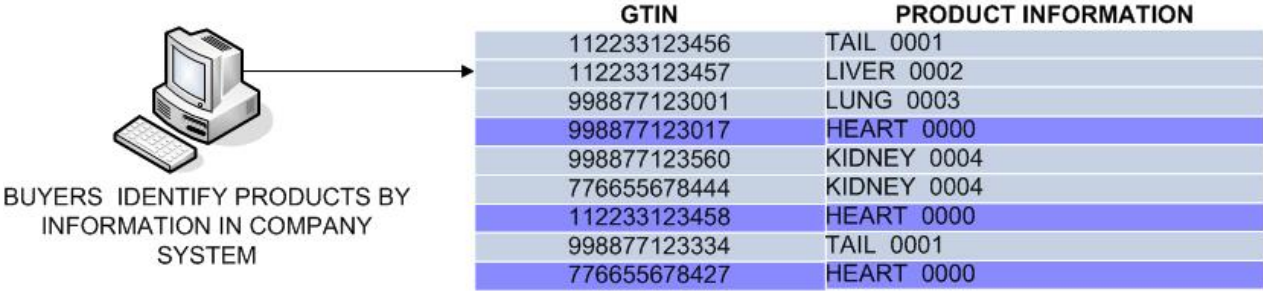 GTIN PRODUCT INFORMATION
112233123456 TAIL 0001
112233123457 LIVER 0002
998877123001 LUNG 0003
998877123017 HEART 0000
998877123560 KIDNEY 0004
776655678444 KIDNEY 0004
112233123458 HEART 0000
998877123334 TAIL 0001
776655678427 HEART 0000
BUYERS IDENTIFY PRODUCTS BY
INFORMATION IN COMPANY
SYSTEM